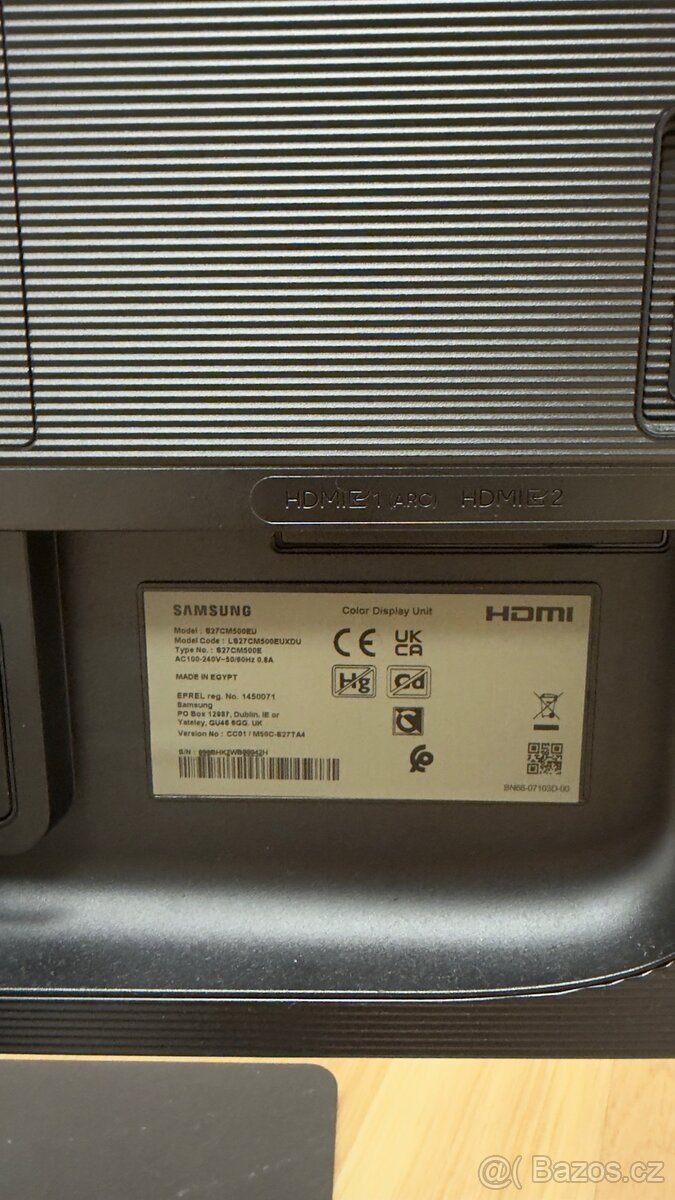 HDMI 1 (ARC) HDMI 2
SAMSUNG
Color Display Unit
HDMI
Model : S27CM500EU
Model Code : LS27CM500EUXDU
Type No. : S27CM500E
AC100-240V~50/60Hz 0.8A
MADE IN EGYPT
EPREL reg. No. 1450071
Samsung
PO Box 12987, Dublin. IE or
Yateley, GU46 6GG. UK
Version No : CC01 / M50C-S27TA4
S/N :
CE
UK
CA
Hg
Cd
BN68-07103D-00
@( Bazos.cz